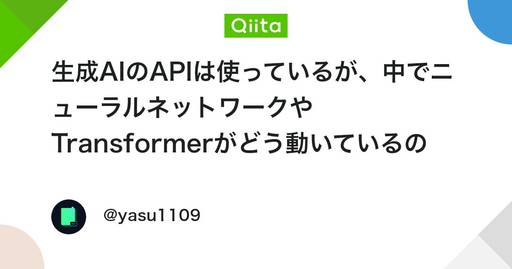 Qiita
生成AIのAPIは使っているが、中でニ
ューラルネットワークや
Transformerがどう動いているの
@yasu1109